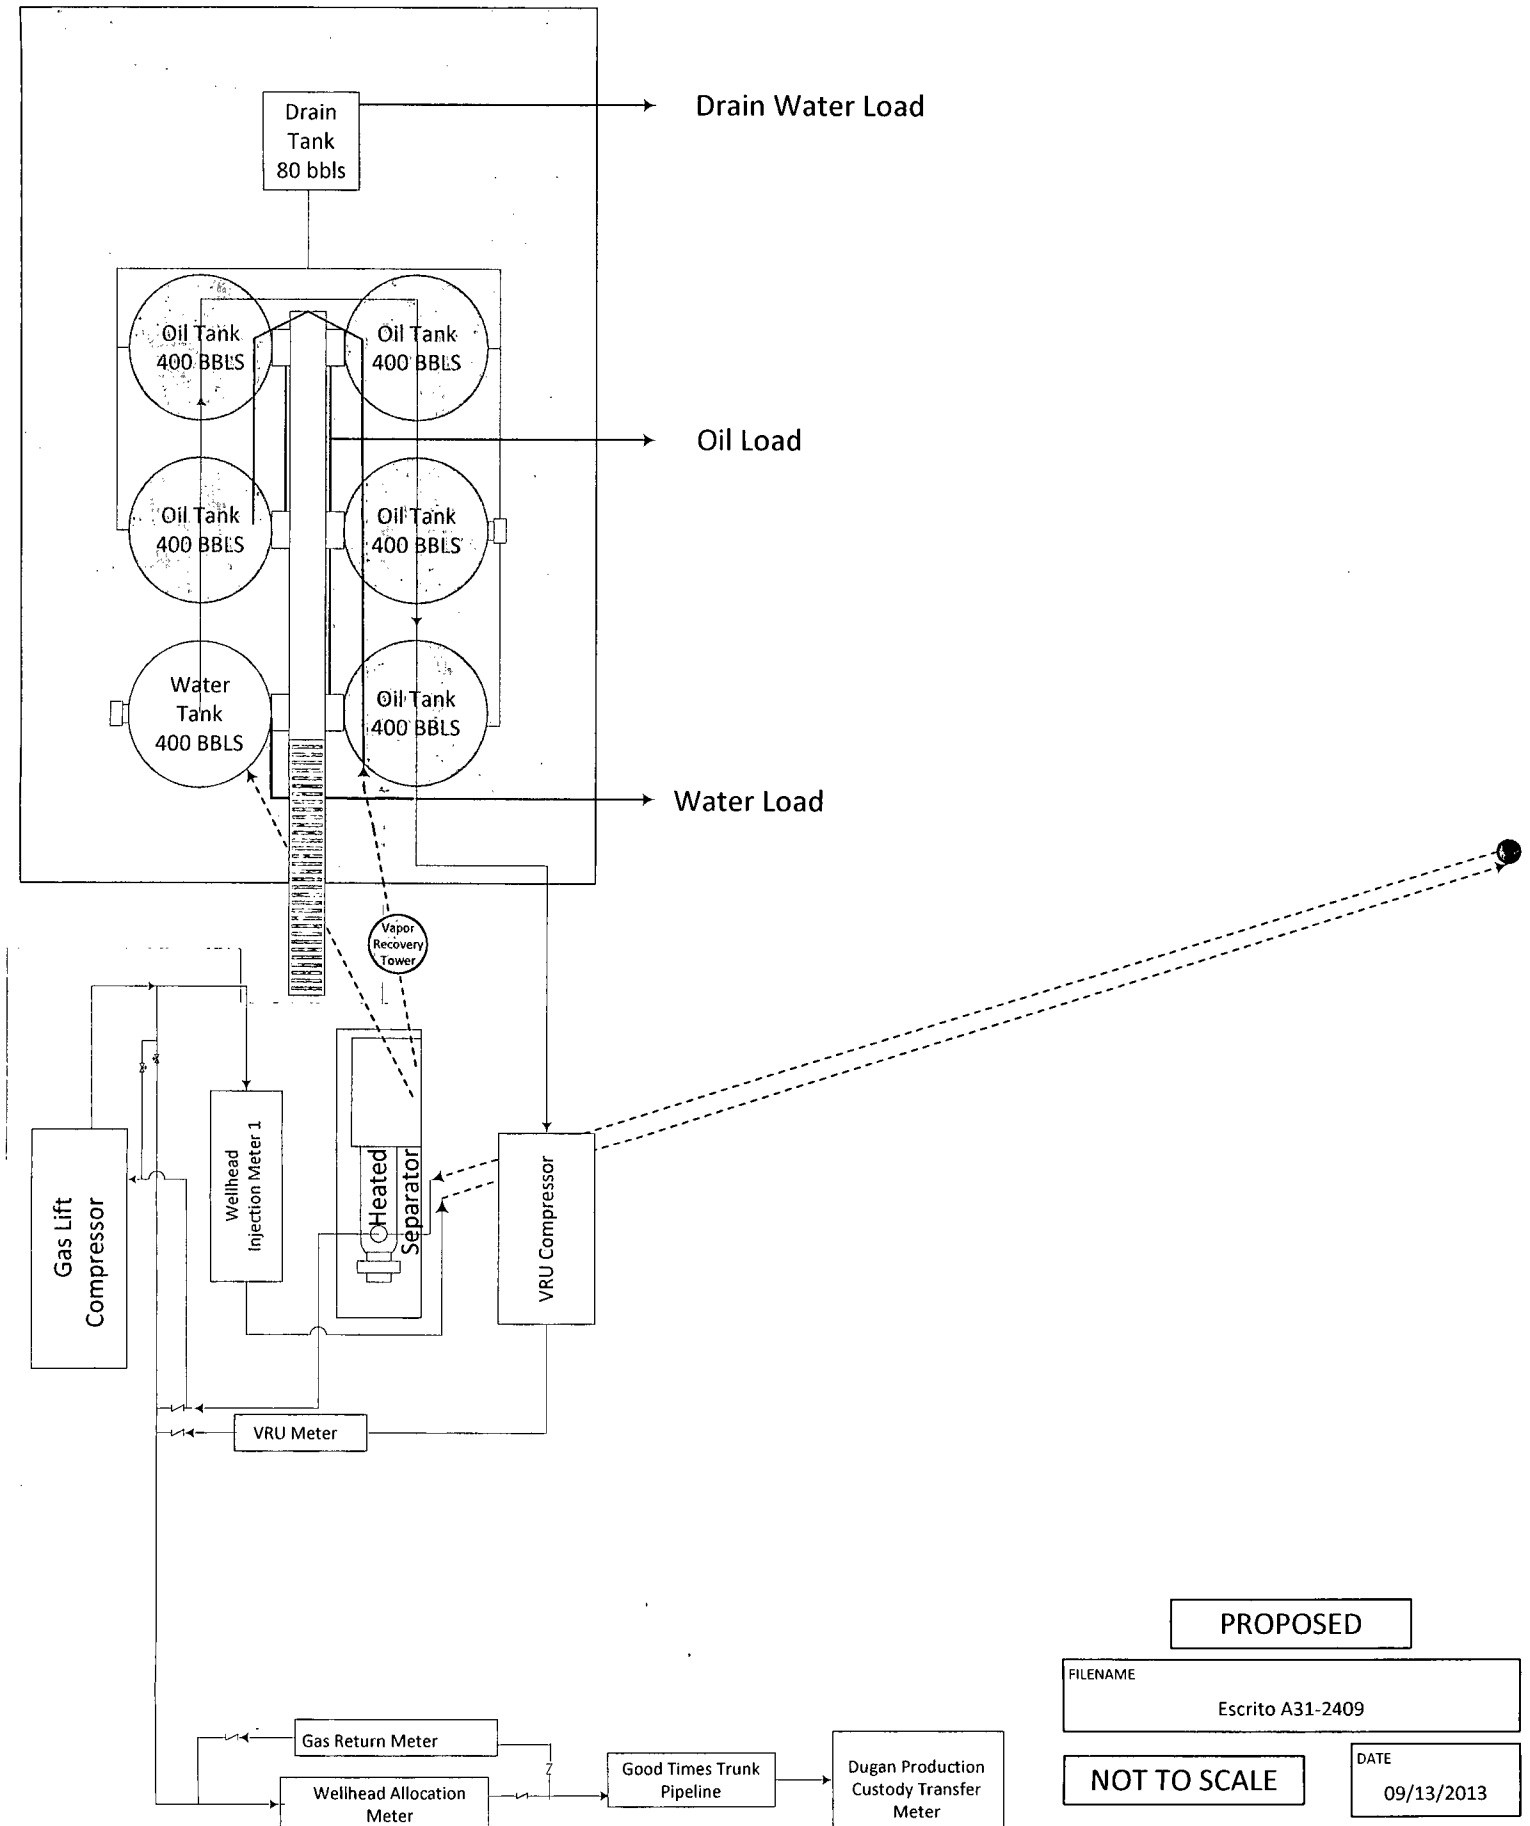 Drain
Tank
80 bbls
Drain Water Load
Oil Tank
400 BBLS
Oil Tank
400 BBLS
Oil Load
Oil Tank
400 BBLS
Oil Tank
400 BBLS
Water
Tank
400 BBLS
Oil Tank
400 BBLS
Water Load
Vapor
Recovery
Tower
Gas Lift
Compressor
Wellhead
Injection Meter 1
Heated
Separator
VRU Compressor
VRU Meter
Gas Return Meter
Wellhead Allocation
Meter
Good Times Trunk
Pipeline
Dugan Production
Custody Transfer
Meter
PROPOSED
FILENAME
Escrito A31-2409
NOT TO SCALE
DATE
09/13/2013